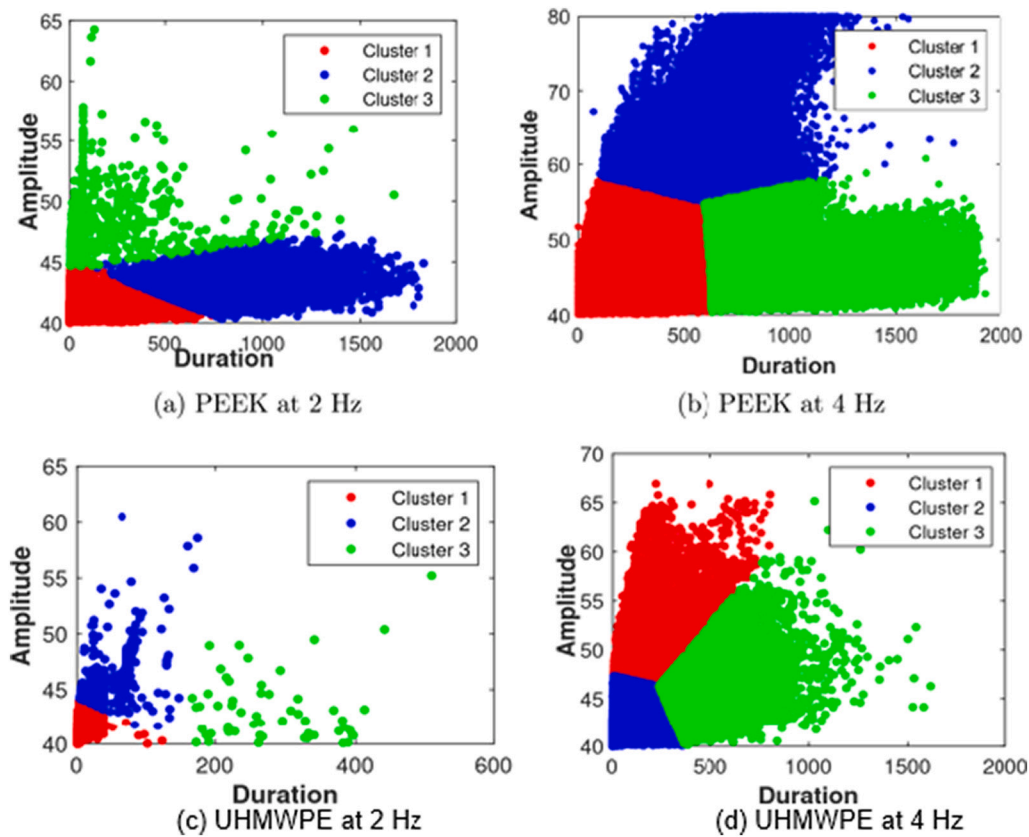 65
60
55
50
45
40
Amplitude
Cluster 1
Cluster 2
Cluster 3
0
500
1000
1500
2000
Duration
(a) PEEK at 2 Hz
80
70
60
50
40
Amplitude
Cluster 1
Cluster 2
Cluster 3
0
500
1000
1500
2000
Duration
(b) PEEK at 4 Hz
65
60
55
50
45
40
Amplitude
Cluster 1
Cluster 2
Cluster 3
0
200
400
600
Duration
(c) UHMWPE at 2 Hz
70
65
60
55
50
45
40
Amplitude
Cluster 1
Cluster 2
Cluster 3
0
500
1000
1500
2000
Duration
(d) UHMWPE at 4 Hz